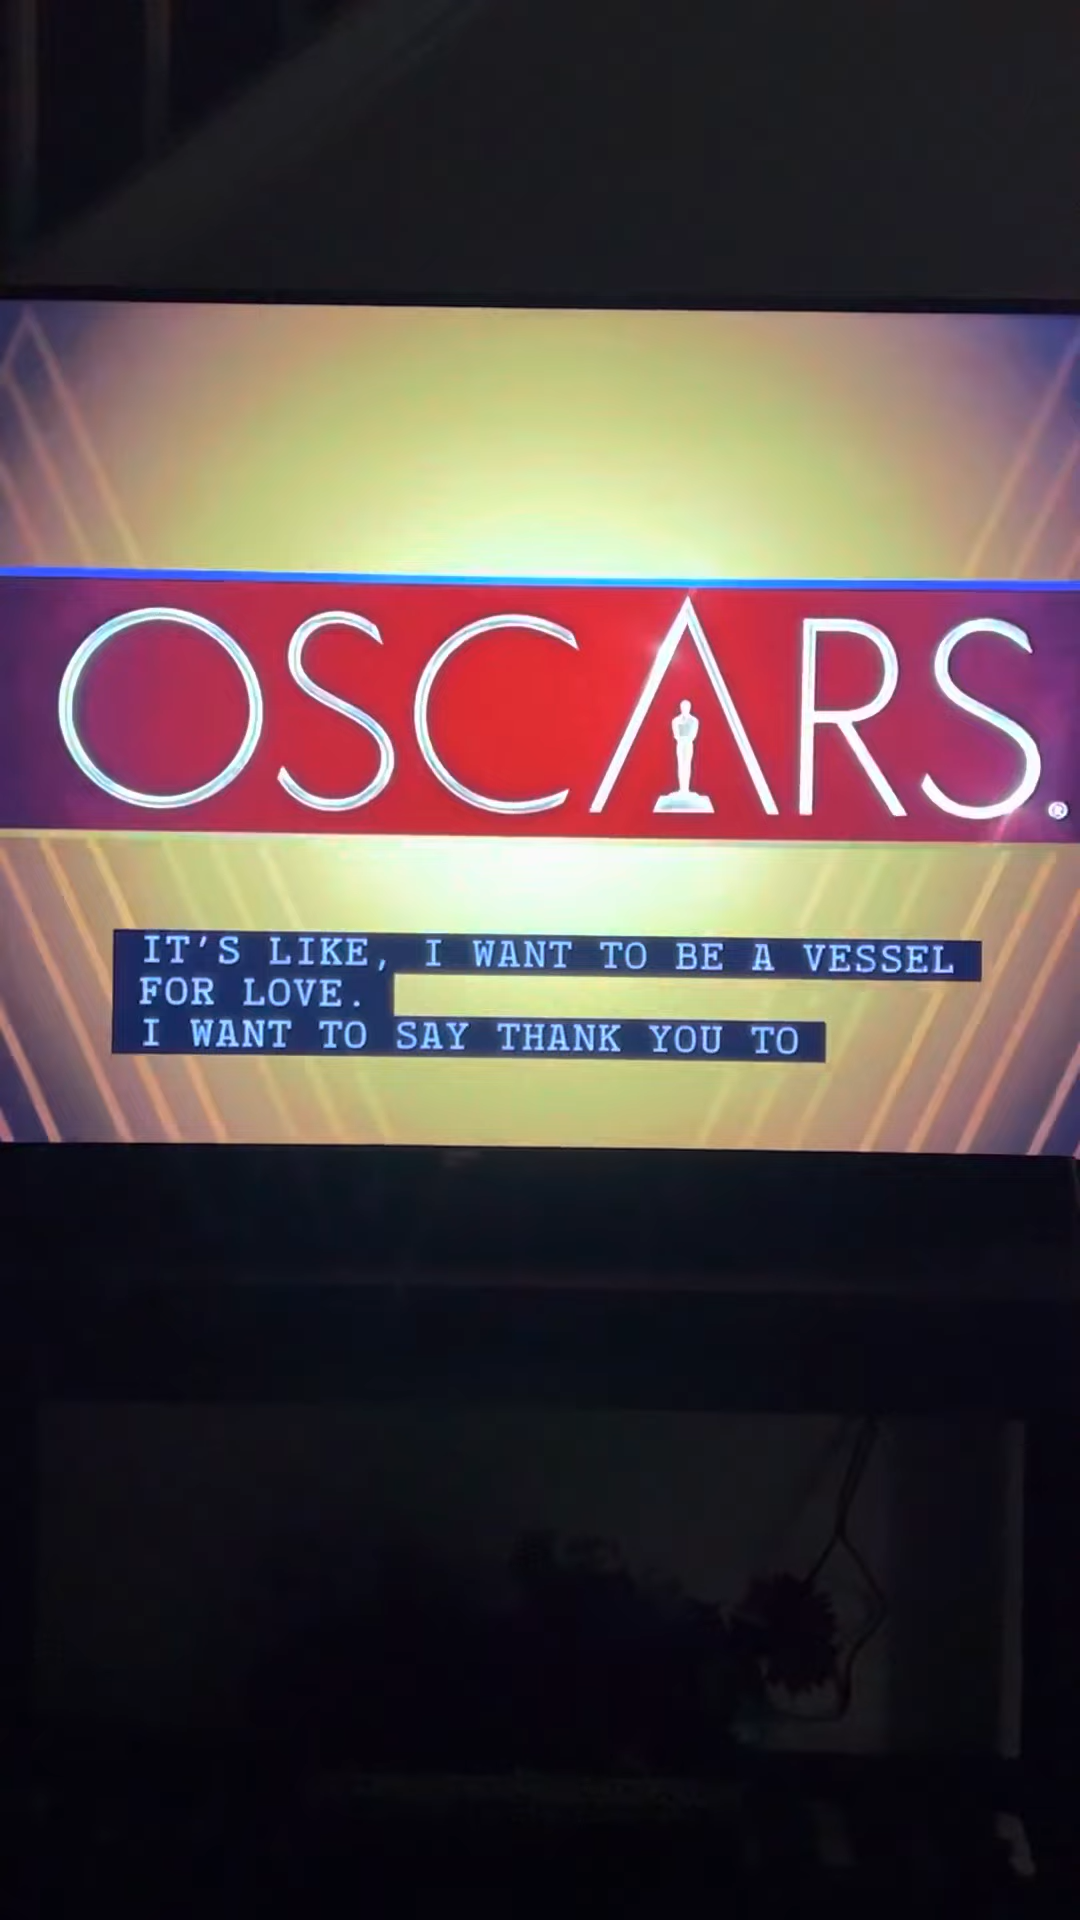 OSCARS.®
IT'S LIKE, I WANT TO BE A VESSEL
FOR LOVE.
I WANT TO SAY THANK YOU TO